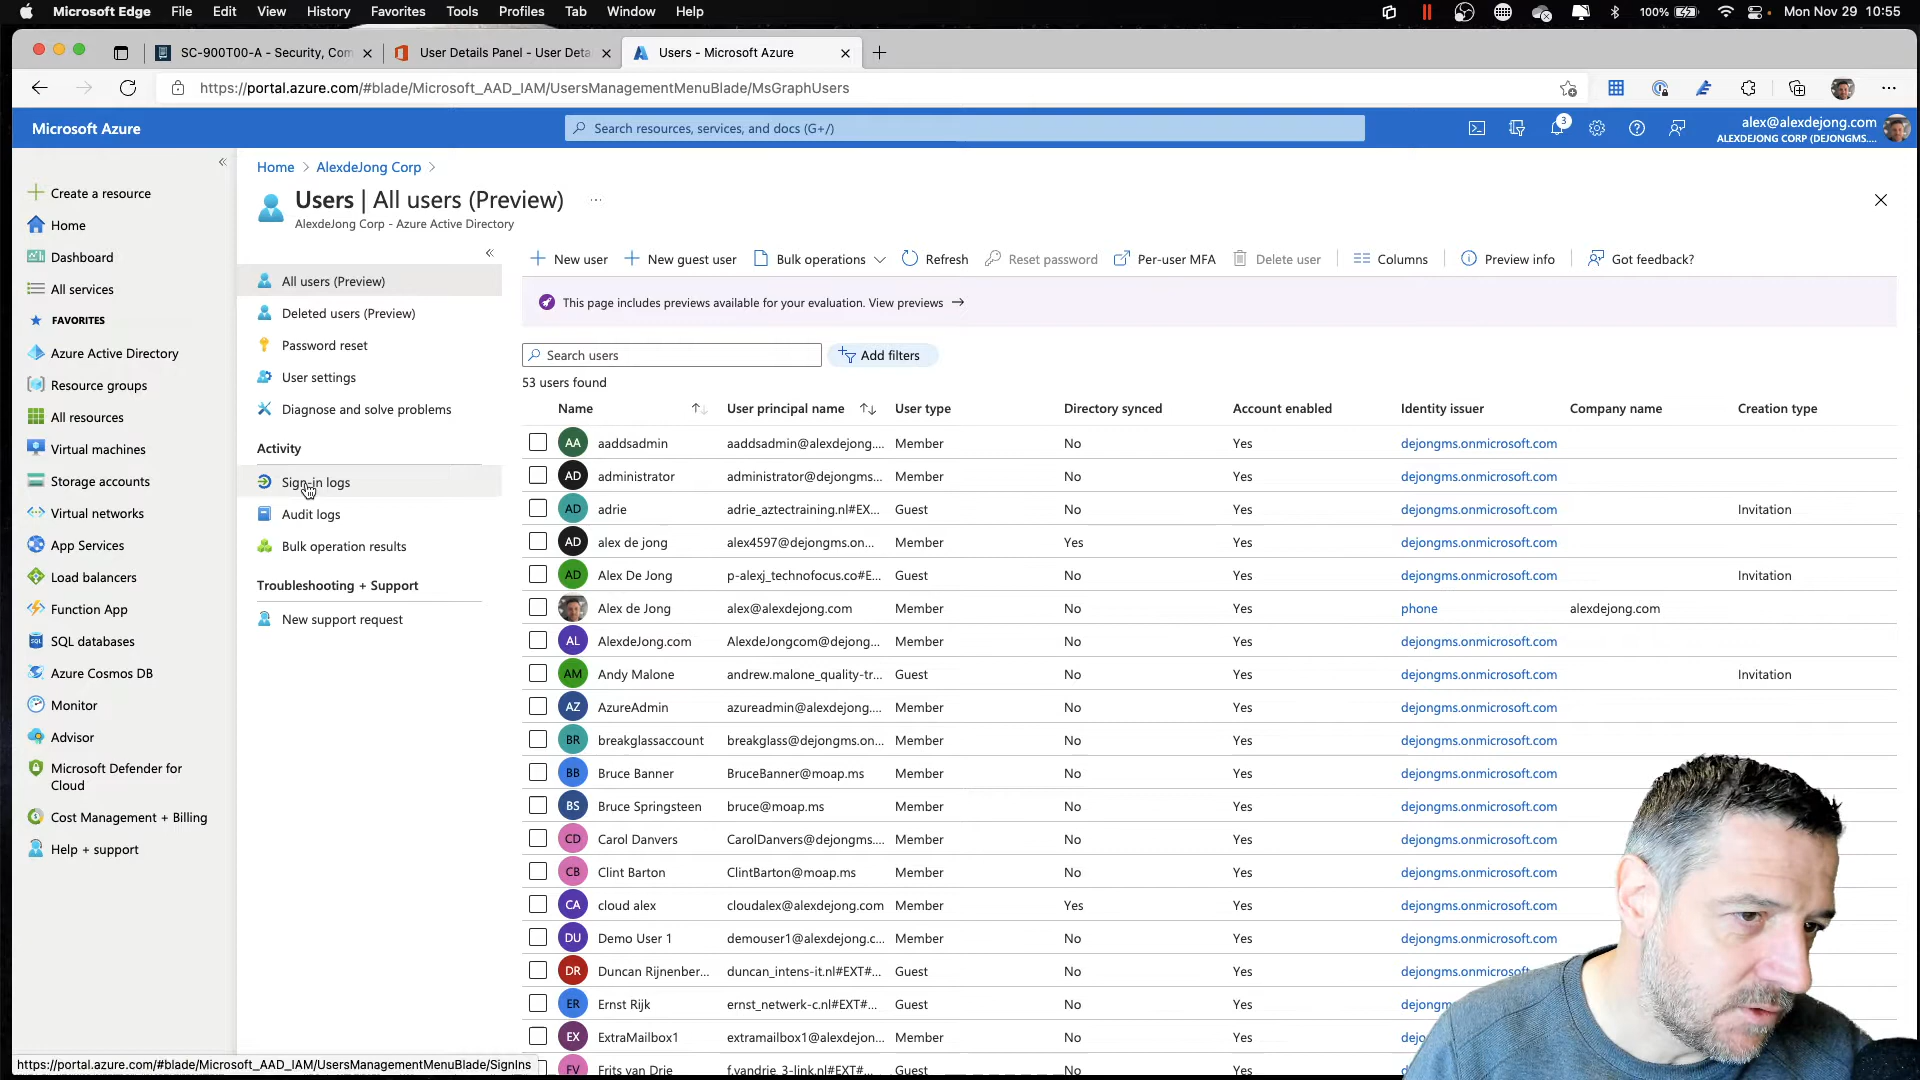 Microsoft Edge File Edit View History Favorites Tools Profiles Tab Window Help 100% Mon Nov 29 10:55
SC-900T00-A - Security, Com User Details Panel - User Deta Users - Microsoft Azure
https://portal.azure.com/#blade/Microsoft_AAD_IAM/UsersManagementMenuBlade/MsGraphUsers
Microsoft Azure Search resources, services, and docs (G+/) 3 alex@alexdejong.com
ALEXDEJONG CORP (DEJONGMS....
Home > AlexdeJong Corp >
Users | All users (Preview) ...
AlexdeJong Corp - Azure Active Directory
Create a resource
Home
Dashboard
All services
FAVORITES
Azure Active Directory
Resource groups
All resources
Virtual machines
Storage accounts
Virtual networks
App Services
Load balancers
Function App
SQL databases
Azure Cosmos DB
Monitor
Advisor
Microsoft Defender for
Cloud
Cost Management + Billing
Help + support
All users (Preview)
Deleted users (Preview)
Password reset
User settings
Diagnose and solve problems
Activity
Sign-in logs
Audit logs
Bulk operation results
Troubleshooting + Support
New support request
New user New guest user Bulk operations Refresh Reset password Per-user MFA Delete user Columns Preview info Got feedback?
This page includes previews available for your evaluation. View previews →
Search users Add filters
53 users found
Name User principal name User type Directory synced Account enabled Identity issuer Company name Creation type
AA aaddsadmin aaddsadmin@alexdejong.... Member No Yes dejongms.onmicrosoft.com
AD administrator administrator@dejongms... Member No Yes dejongms.onmicrosoft.com
AD adrie adrie_aztectraining.nl#EX... Guest No Yes dejongms.onmicrosoft.com Invitation
AD alex de jong alex4597@dejongms.on... Member Yes Yes dejongms.onmicrosoft.com
AD Alex De Jong p-alexj_technofocus.co#E... Guest No Yes dejongms.onmicrosoft.com Invitation
Alex de Jong alex@alexdejong.com Member No Yes phone alexdejong.com
AL AlexdeJong.com AlexdeJongcom@dejong... Member No Yes dejongms.onmicrosoft.com
AM Andy Malone andrew.malone_quality-tr... Guest No Yes dejongms.onmicrosoft.com Invitation
AZ AzureAdmin azureadmin@alexdejong.... Member No Yes dejongms.onmicrosoft.com
BR breakglassaccount breakglass@dejongms.on... Member No Yes dejongms.onmicrosoft.com
BB Bruce Banner BruceBanner@moap.ms Member No Yes dejongms.onmicrosoft.com
BS Bruce Springsteen bruce@moap.ms Member No Yes dejongms.onmicrosoft.com
CD Carol Danvers CarolDanvers@dejongms.... Member No Yes dejongms.onmicrosoft.com
CB Clint Barton ClintBarton@moap.ms Member No Yes dejongms.onmicrosoft.com
CA cloud alex cloudalex@alexdejong.com Member Yes Yes dejongms.onmicrosoft.com
DU Demo User 1 demouser1@alexdejong.c... Member No Yes dejongms.onmicrosoft.com
DR Duncan Rijnenber... duncan_intens-it.nl#EXT#... Guest No Yes dejongms.onmicrosoft.com
ER Ernst Rijk ernst_netwerk-c.nl#EXT#... Guest No Yes dejong
EX ExtraMailbox1 extramailbox1@alexdejon... Member No Yes dejong
FV Frits van Drie f.vandrie_3-link.nl#EXT#... Guest No Yes dejong
https://portal.azure.com/#blade/Microsoft_AAD_IAM/UsersManagementMenuBlade/SignIns